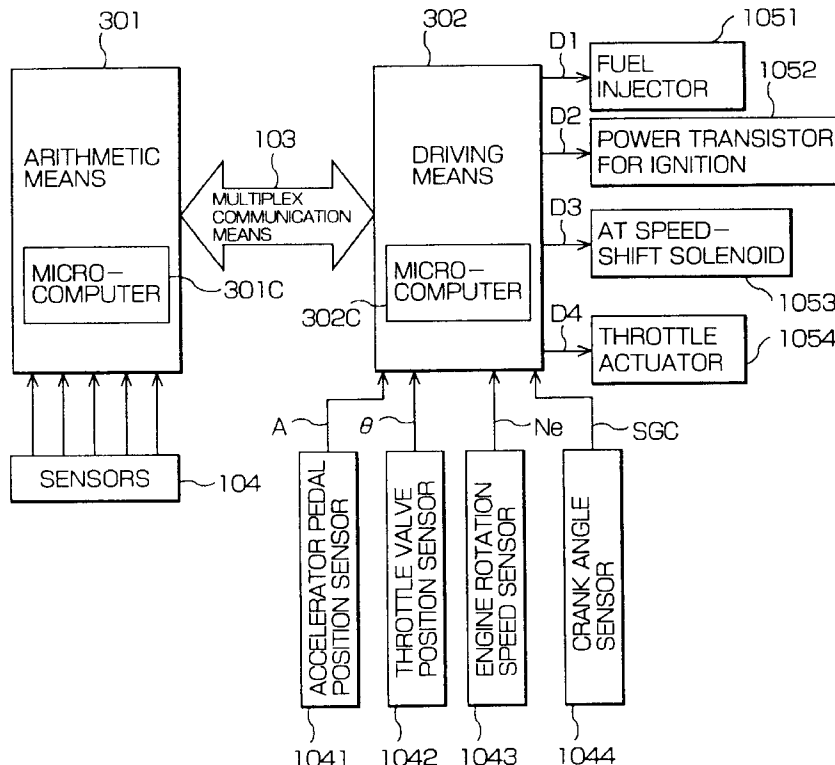 301
302
D1
1051
FUEL
INJECTOR
1052
D2
POWER TRANSISTOR
FOR IGNITION
ARITHMETIC
MEANS
103
MULTIPLEX
COMMUNICATION
MEANS
DRIVING
MEANS
D3
AT SPEED-
SHIFT SOLENOID
1053
MICRO-
COMPUTER
301C
MICRO-
COMPUTER
302C
D4
THROTTLE
ACTUATOR
1054
A
θ
Ne
SGC
SENSORS
104
ACCELERATOR PEDAL
POSITION SENSOR
THROTTLE VALVE
POSITION SENSOR
ENGINE ROTATION
SPEED SENSOR
CRANK ANGLE
SENSOR
1041
1042
1043
1044